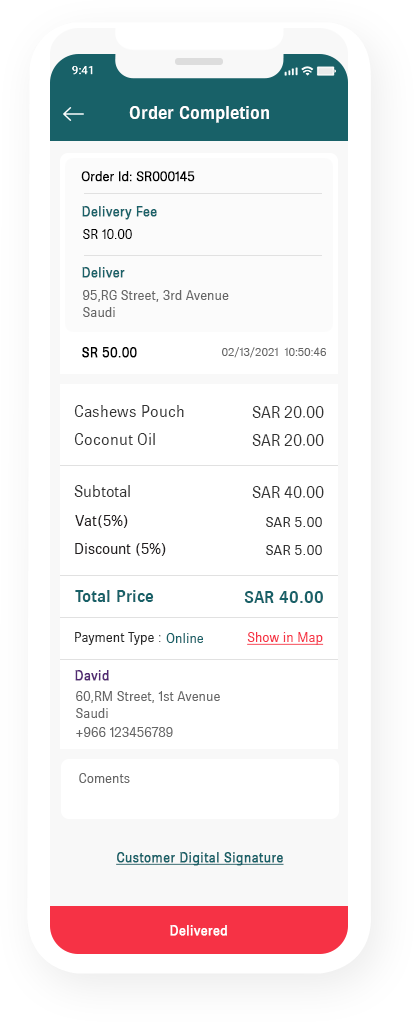 9:41
Order Completion
Order Id: SR000145
Delivery Fee
SR 10.00
Deliver
95,RG Street, 3rd Avenue
Saudi
SR 50.00 02/13/2021 10:50:46
Cashews Pouch SAR 20.00
Coconut Oil SAR 20.00
Subtotal SAR 40.00
Vat(5%) SAR 5.00
Discount (5%) SAR 5.00
Total Price SAR 40.00
Payment Type : Online Show in Map
David
60,RM Street, 1st Avenue
Saudi
+966 123456789
Coments
Customer Digital Signature
Delivered